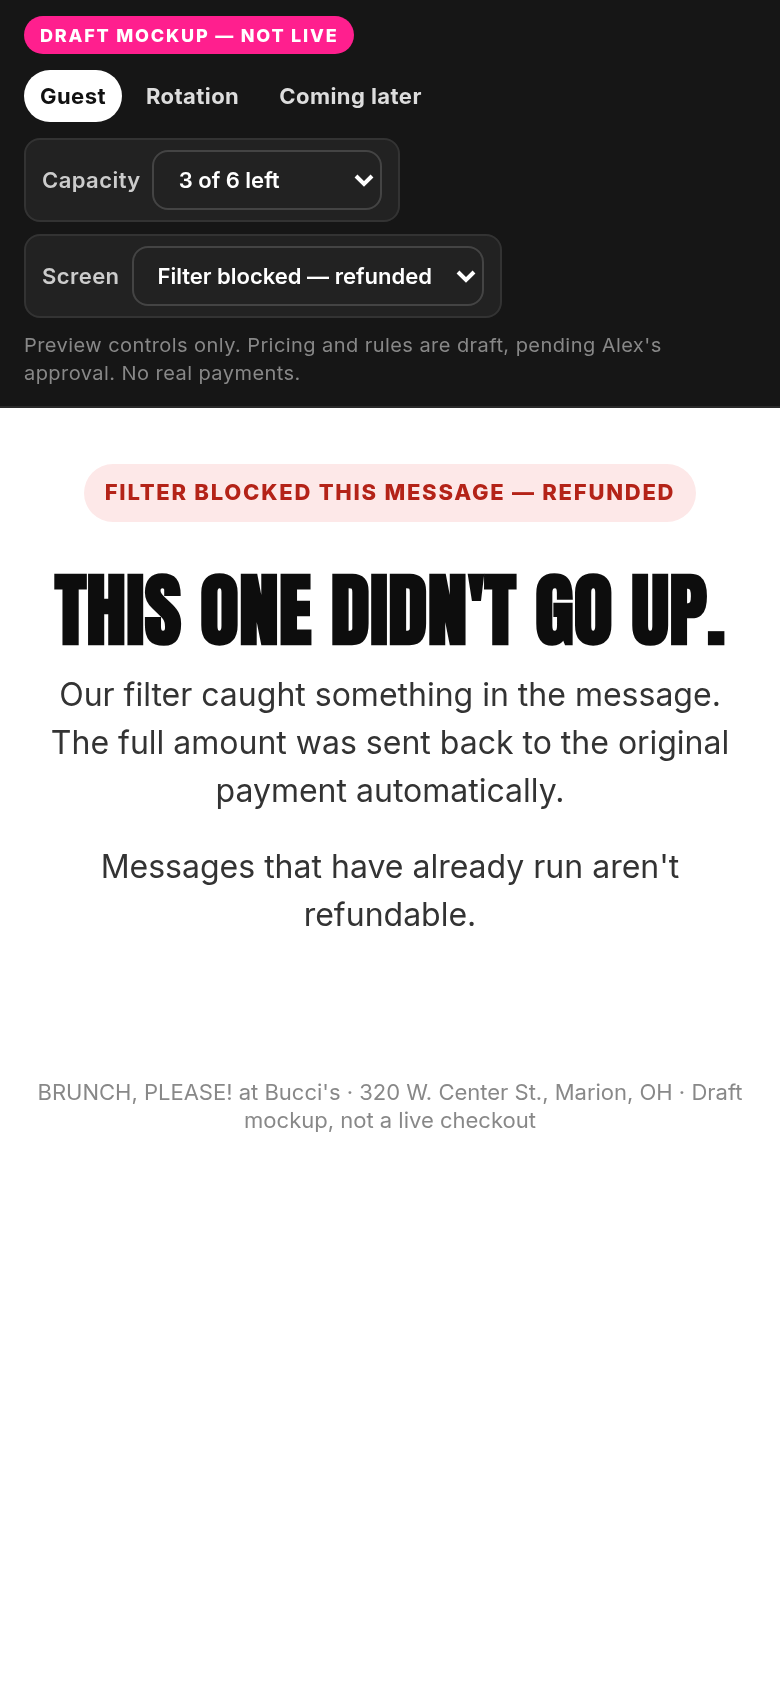 DRAFT MOCKUP — NOT LIVE
Guest Rotation Coming later
Capacity 3 of 6 left
Screen Filter blocked — refunded
Preview controls only. Pricing and rules are draft, pending Alex's
approval. No real payments.
FILTER BLOCKED THIS MESSAGE — REFUNDED
THIS ONE DIDN'T GO UP.
Our filter caught something in the message.
The full amount was sent back to the original
payment automatically.
Messages that have already run aren't
refundable.
BRUNCH, PLEASE! at Bucci's · 320 W. Center St., Marion, OH · Draft
mockup, not a live checkout